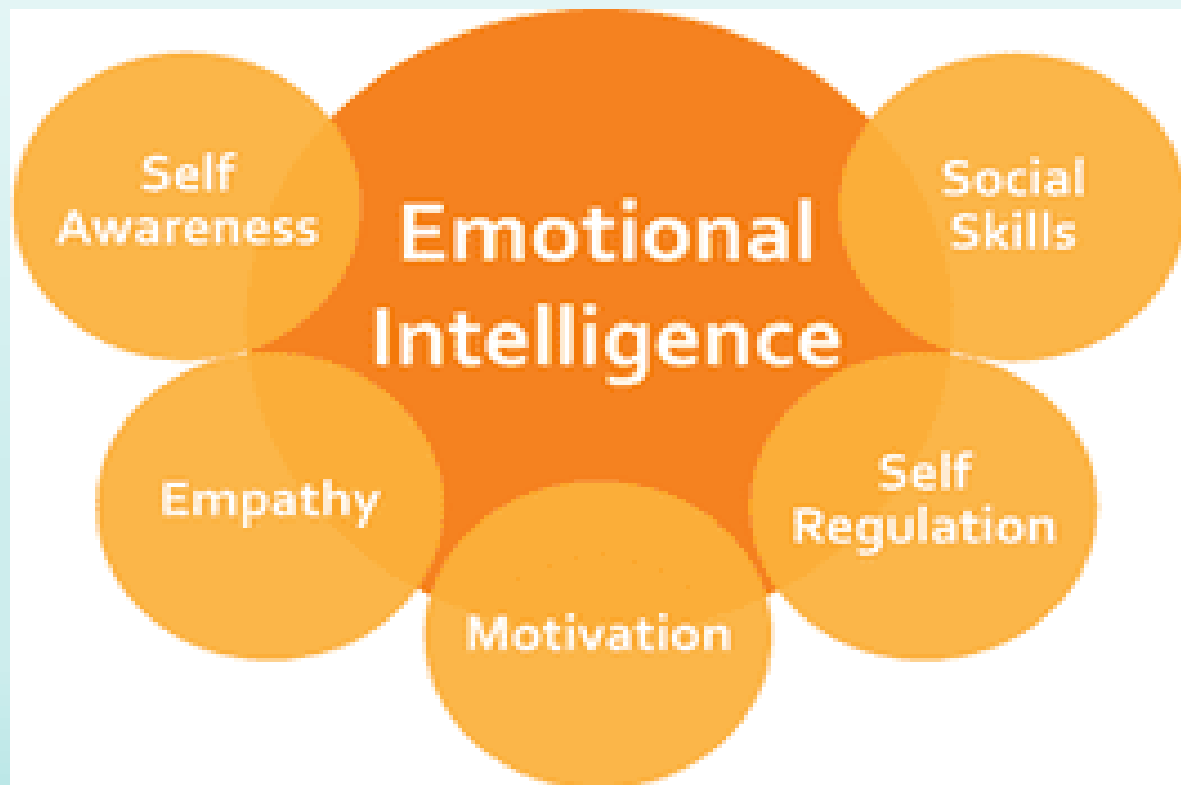 Emotional
Intelligence
Self
Awareness
Empathy
Motivation
Self
Regulation
Social
Skills